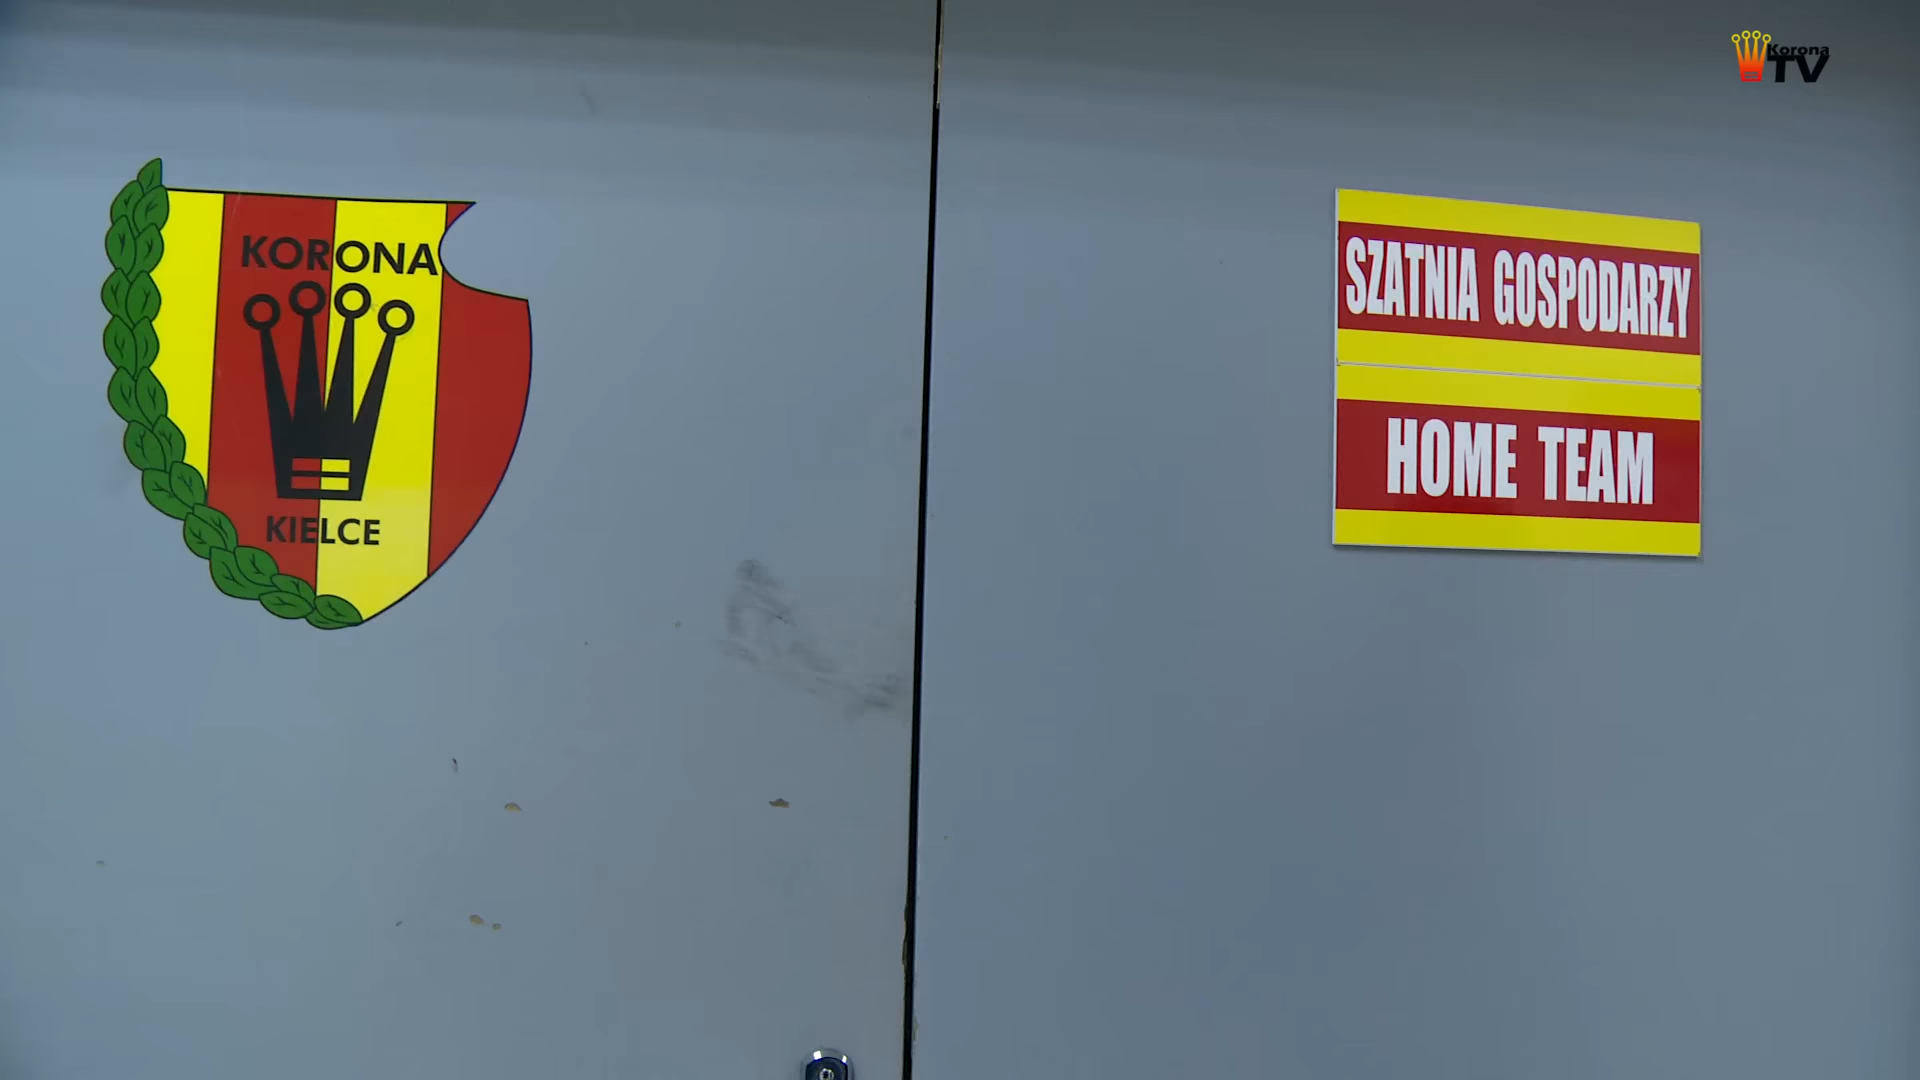 Korona
TV
KORONA
KIELCE
SZATNIA GOSPODARZY
HOME TEAM